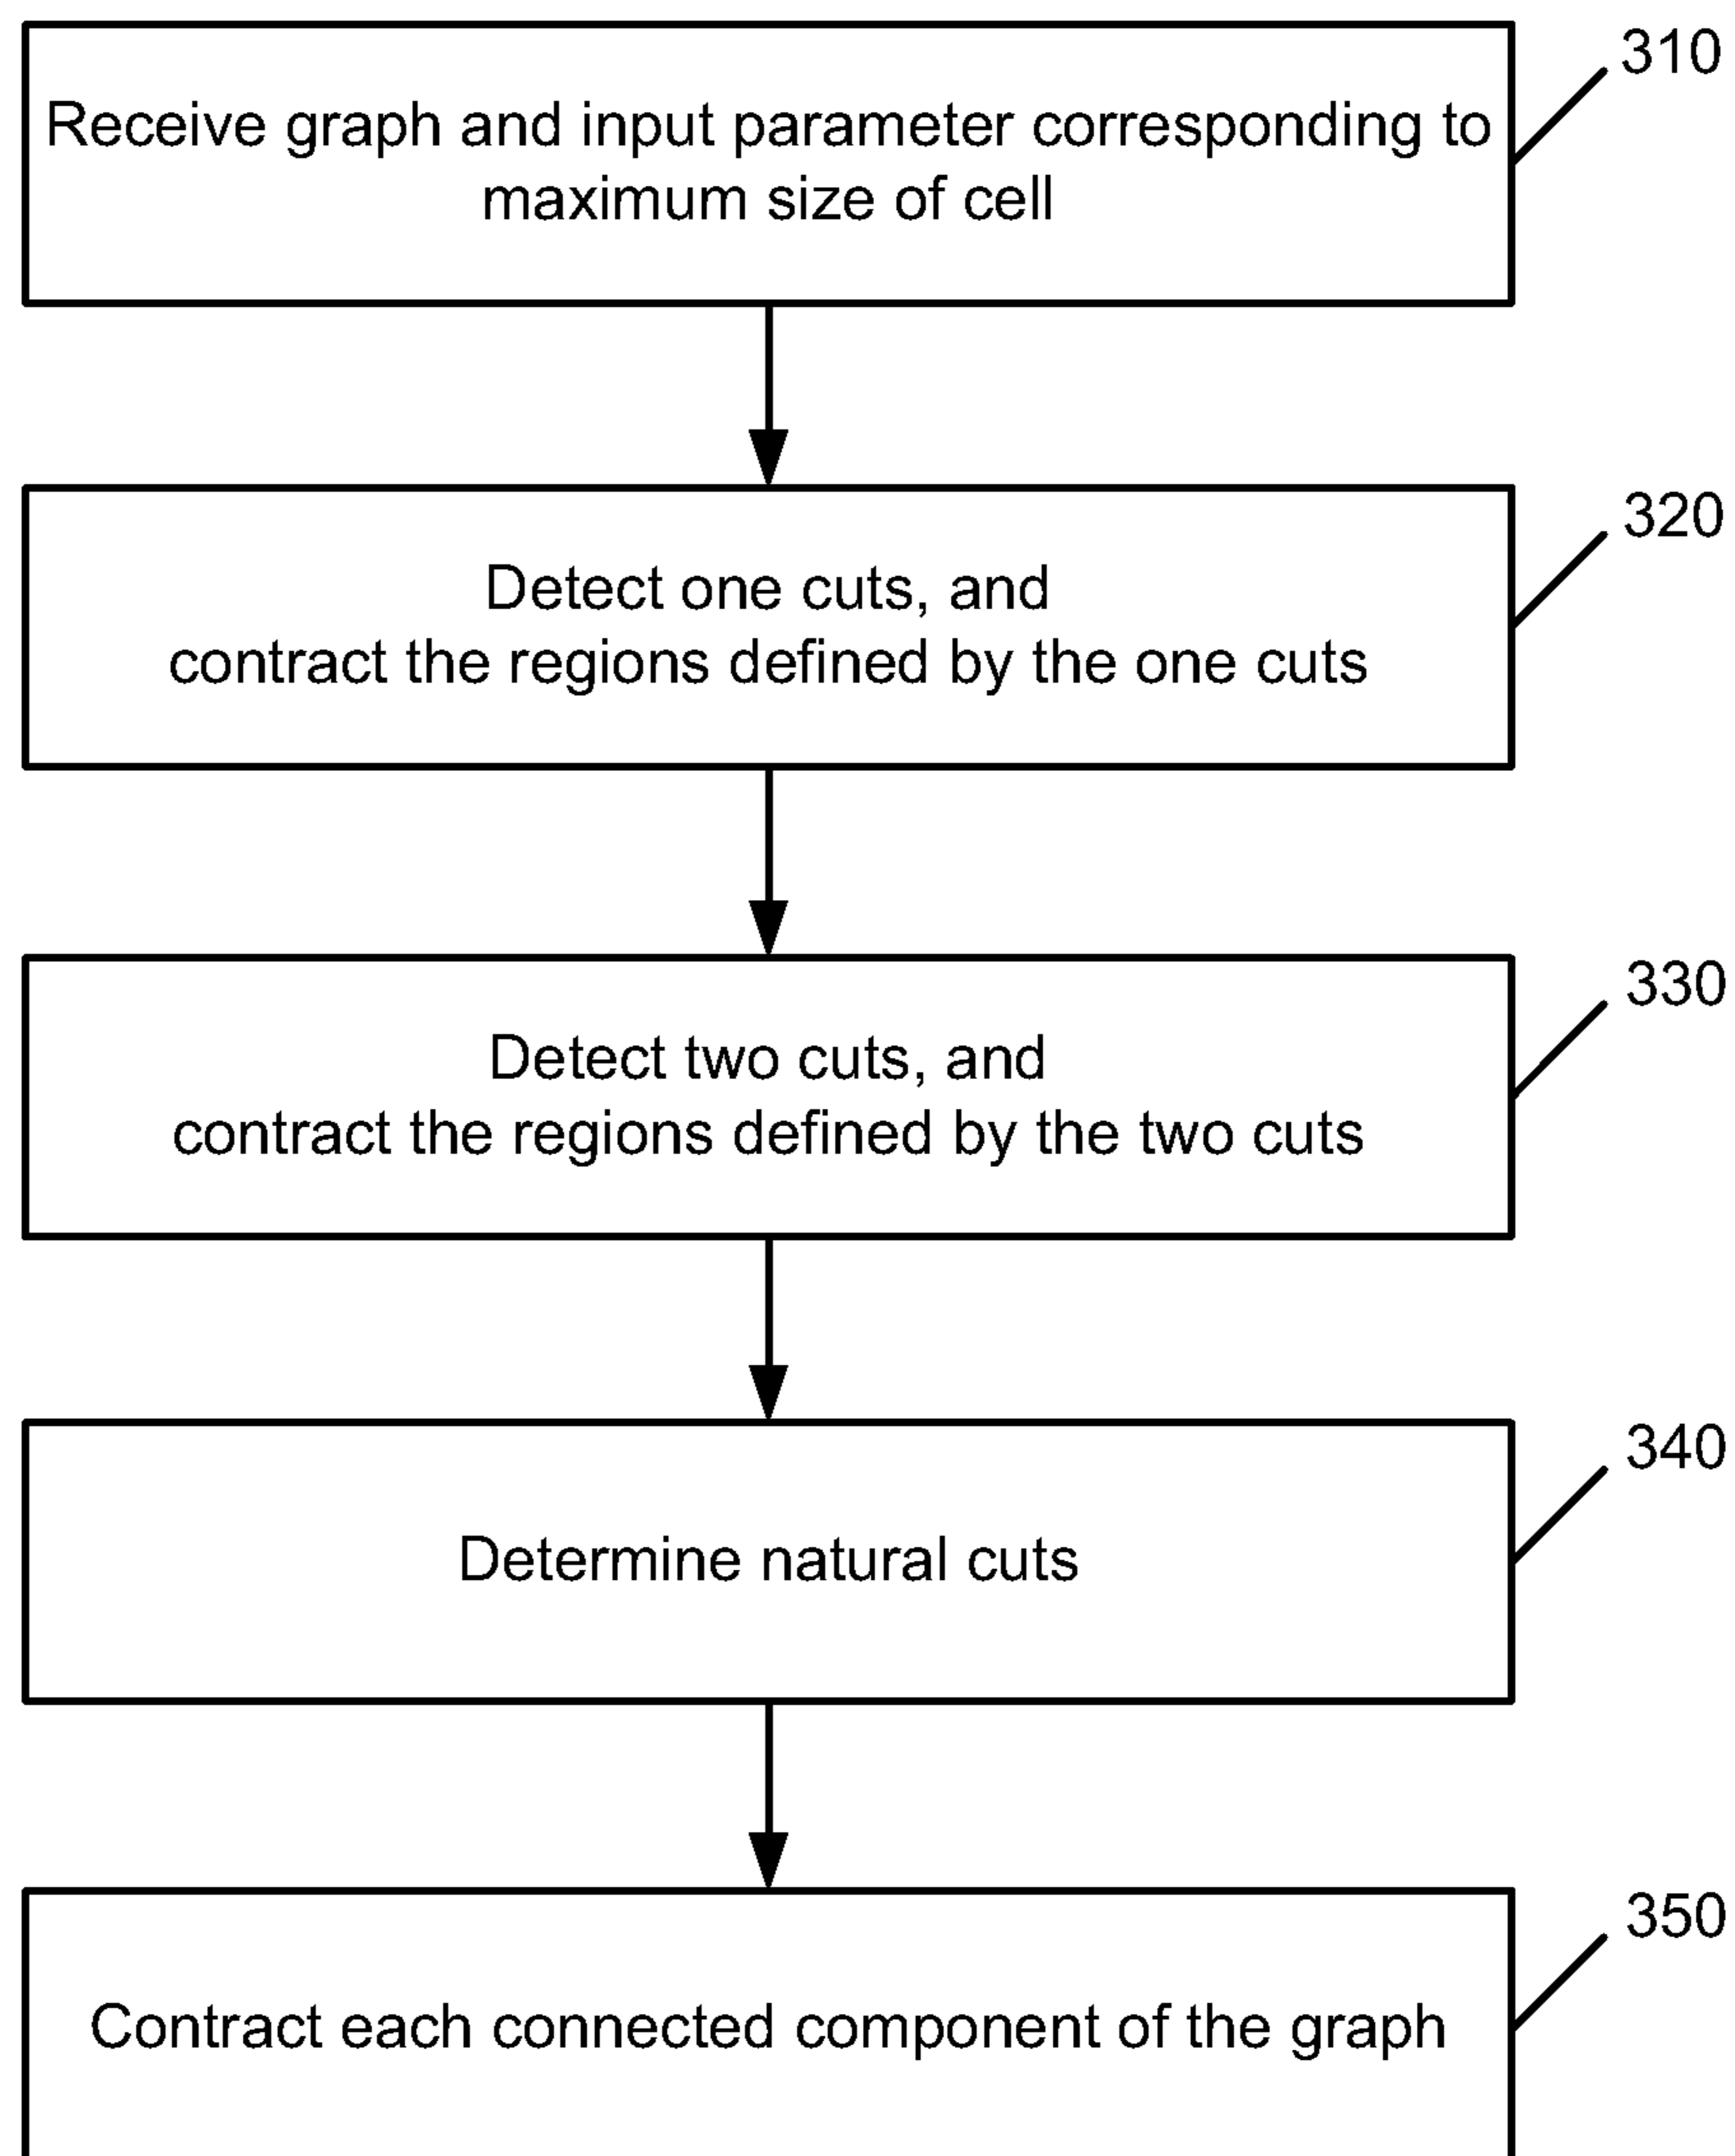 310
Receive graph and input parameter corresponding to
maximum size of cell
320
Detect one cuts, and
contract the regions defined by the one cuts
330
Detect two cuts, and
contract the regions defined by the two cuts
340
Determine natural cuts
350
Contract each connected component of the graph